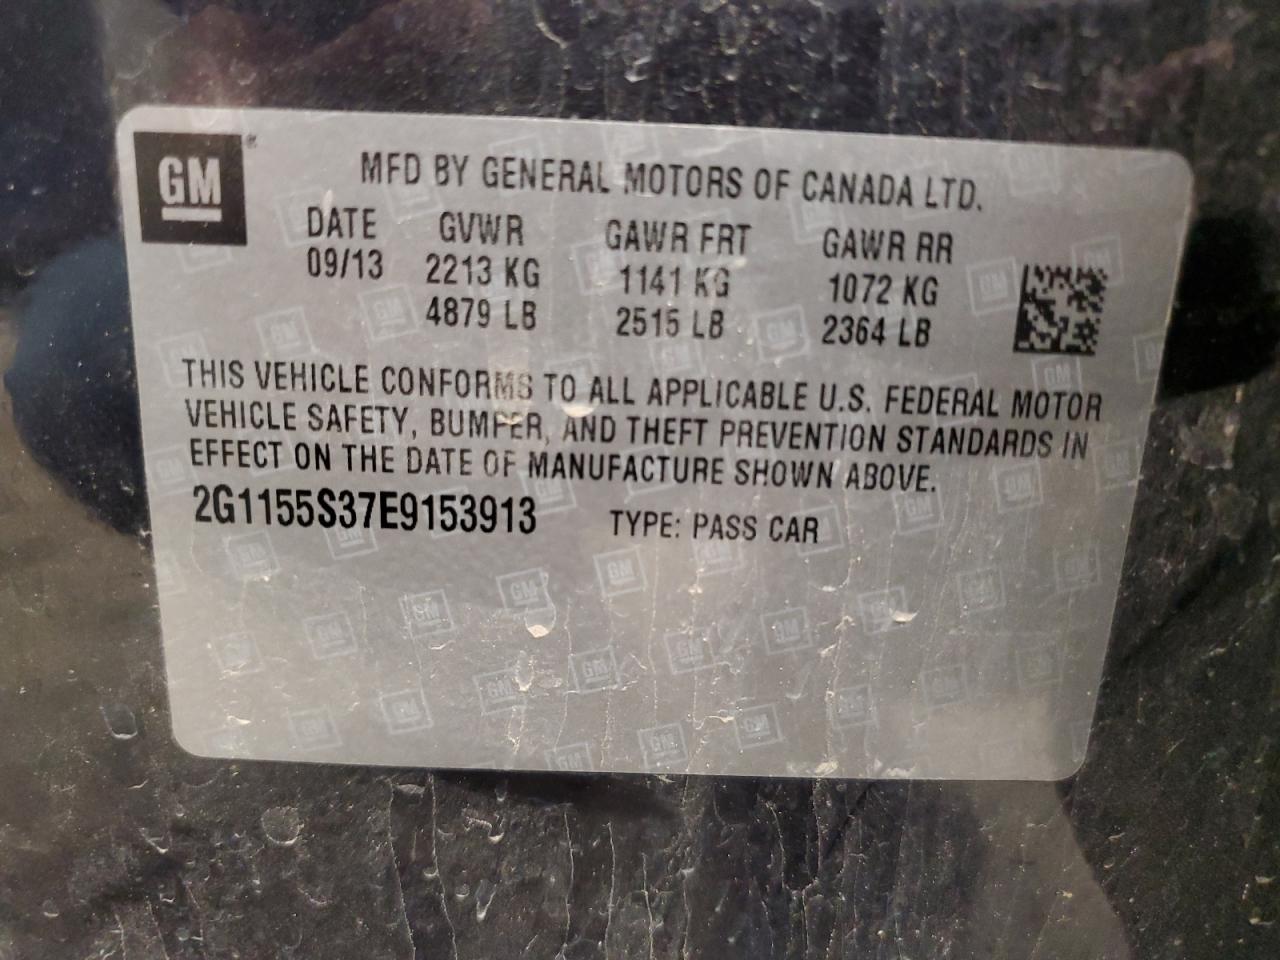 GM
MFD BY GENERAL MOTORS OF CANADA LTD.
DATE GVWR GAWR FRT GAWR RR
09/13 2213 KG 1141 KG 1072 KG
4879 LB 2515 LB 2364 LB
THIS VEHICLE CONFORMS TO ALL APPLICABLE U.S. FEDERAL MOTOR
VEHICLE SAFETY, BUMPER, AND THEFT PREVENTION STANDARDS IN
EFFECT ON THE DATE OF MANUFACTURE SHOWN ABOVE.
2G1155S37E9153913 TYPE: PASS CAR